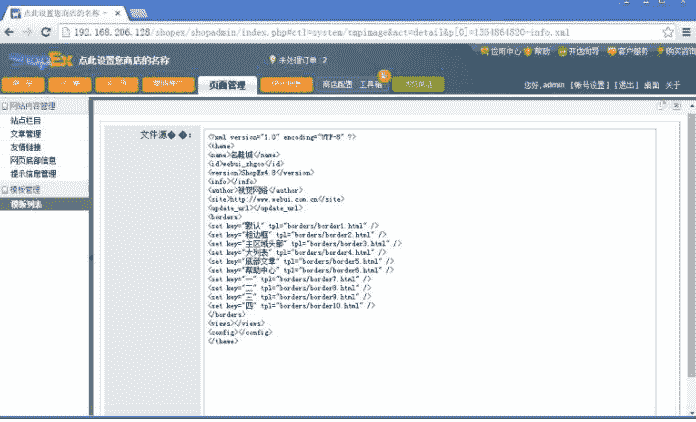 点此设置您商店的名称
192.168.206.128/shopex/shopadmin/index.php#ctl=system/tmpimage&act=detail&p[0]=1354864820-info.xml
点此设置您商店的名称
未处理订单 2
应用中心 帮助 开店向导 客户服务 购买咨询
页面管理
商店配置 工具箱
您好, admin [帐号设置] [退出] 桌面 关于
网站内容管理
站点栏目
文章管理
友情链接
网页底部信息
提示信息管理
模板管理
模板列表
文件源� �:
<?xml version="1.0" encoding="UTF-8" ?>
<theme>
<name>名鞋城</name>
<id>webui_zhgoo</id>
<version>ShopEx4.8</version>
<info></info>
<author>视觉网络</author>
<site>http://www.webui.com.cn</site>
<update_url></update_url>
<borders>
<set key="默认" tpl="borders/border1.html" />
<set key="粗边框" tpl="borders/border2.html" />
<set key="主区域头部" tpl="borders/border3.html" />
<set key="大列表" tpl="borders/border4.html" />
<set key="底部文章" tpl="borders/border5.html" />
<set key="帮助中心" tpl="borders/border6.html" />
<set key="一" tpl="borders/border7.html" />
<set key="二" tpl="borders/border8.html" />
<set key="三" tpl="borders/border9.html" />
<set key="四" tpl="borders/border10.html" />
</borders>
<views></views>
<config></config>
</theme>